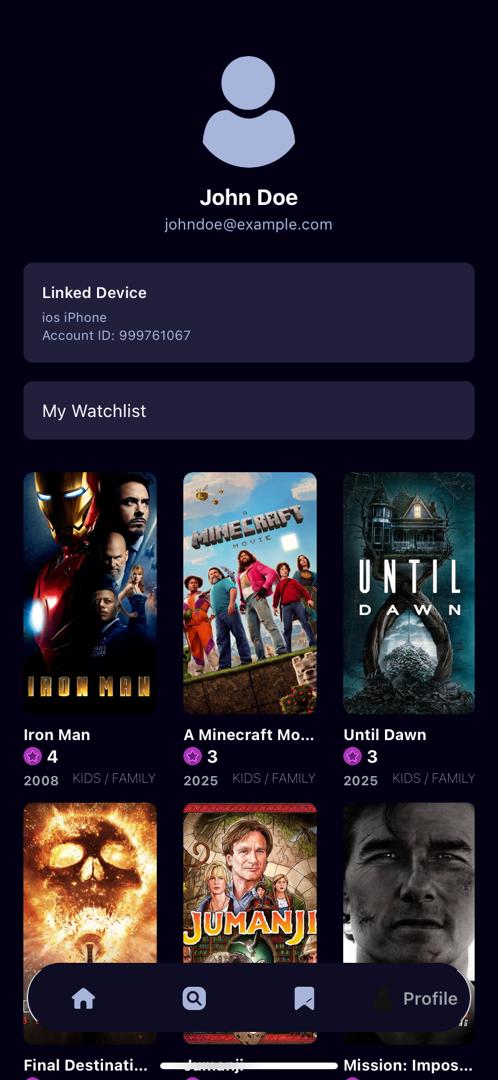 John Doe
johndoe@example.com
Linked Device
ios iPhone
Account ID: 999761067
My Watchlist
IRON MAN
A
MINECRAFT
MOVIE
UNTIL
DAWN
Iron Man
A Minecraft Mo...
Until Dawn
4
3
3
2008 KIDS / FAMILY
2025 KIDS / FAMILY
2025 KIDS / FAMILY
JUMANJI
Profile
Final Destinati...
Jumanji
Mission: Impos...